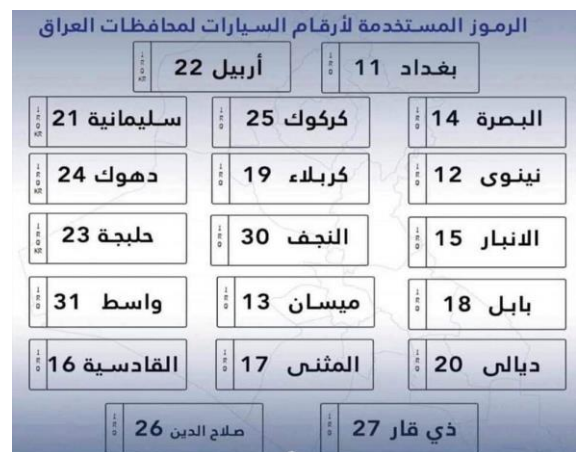 الرموز المستخدمة لأرقام السيارات لمحافظات العراق
بغداد 11
أربيل 22
البصرة 14
كركوك 25
سليمانية 21
نينوى 12
كربلاء 19
دهوك 24
الانبار 15
النجف 30
حلبجة 23
بابل 18
ميسان 13
واسط 31
ديالى 20
المثنى 17
القادسية 16
ذي قار 27
صلاح الدين 26